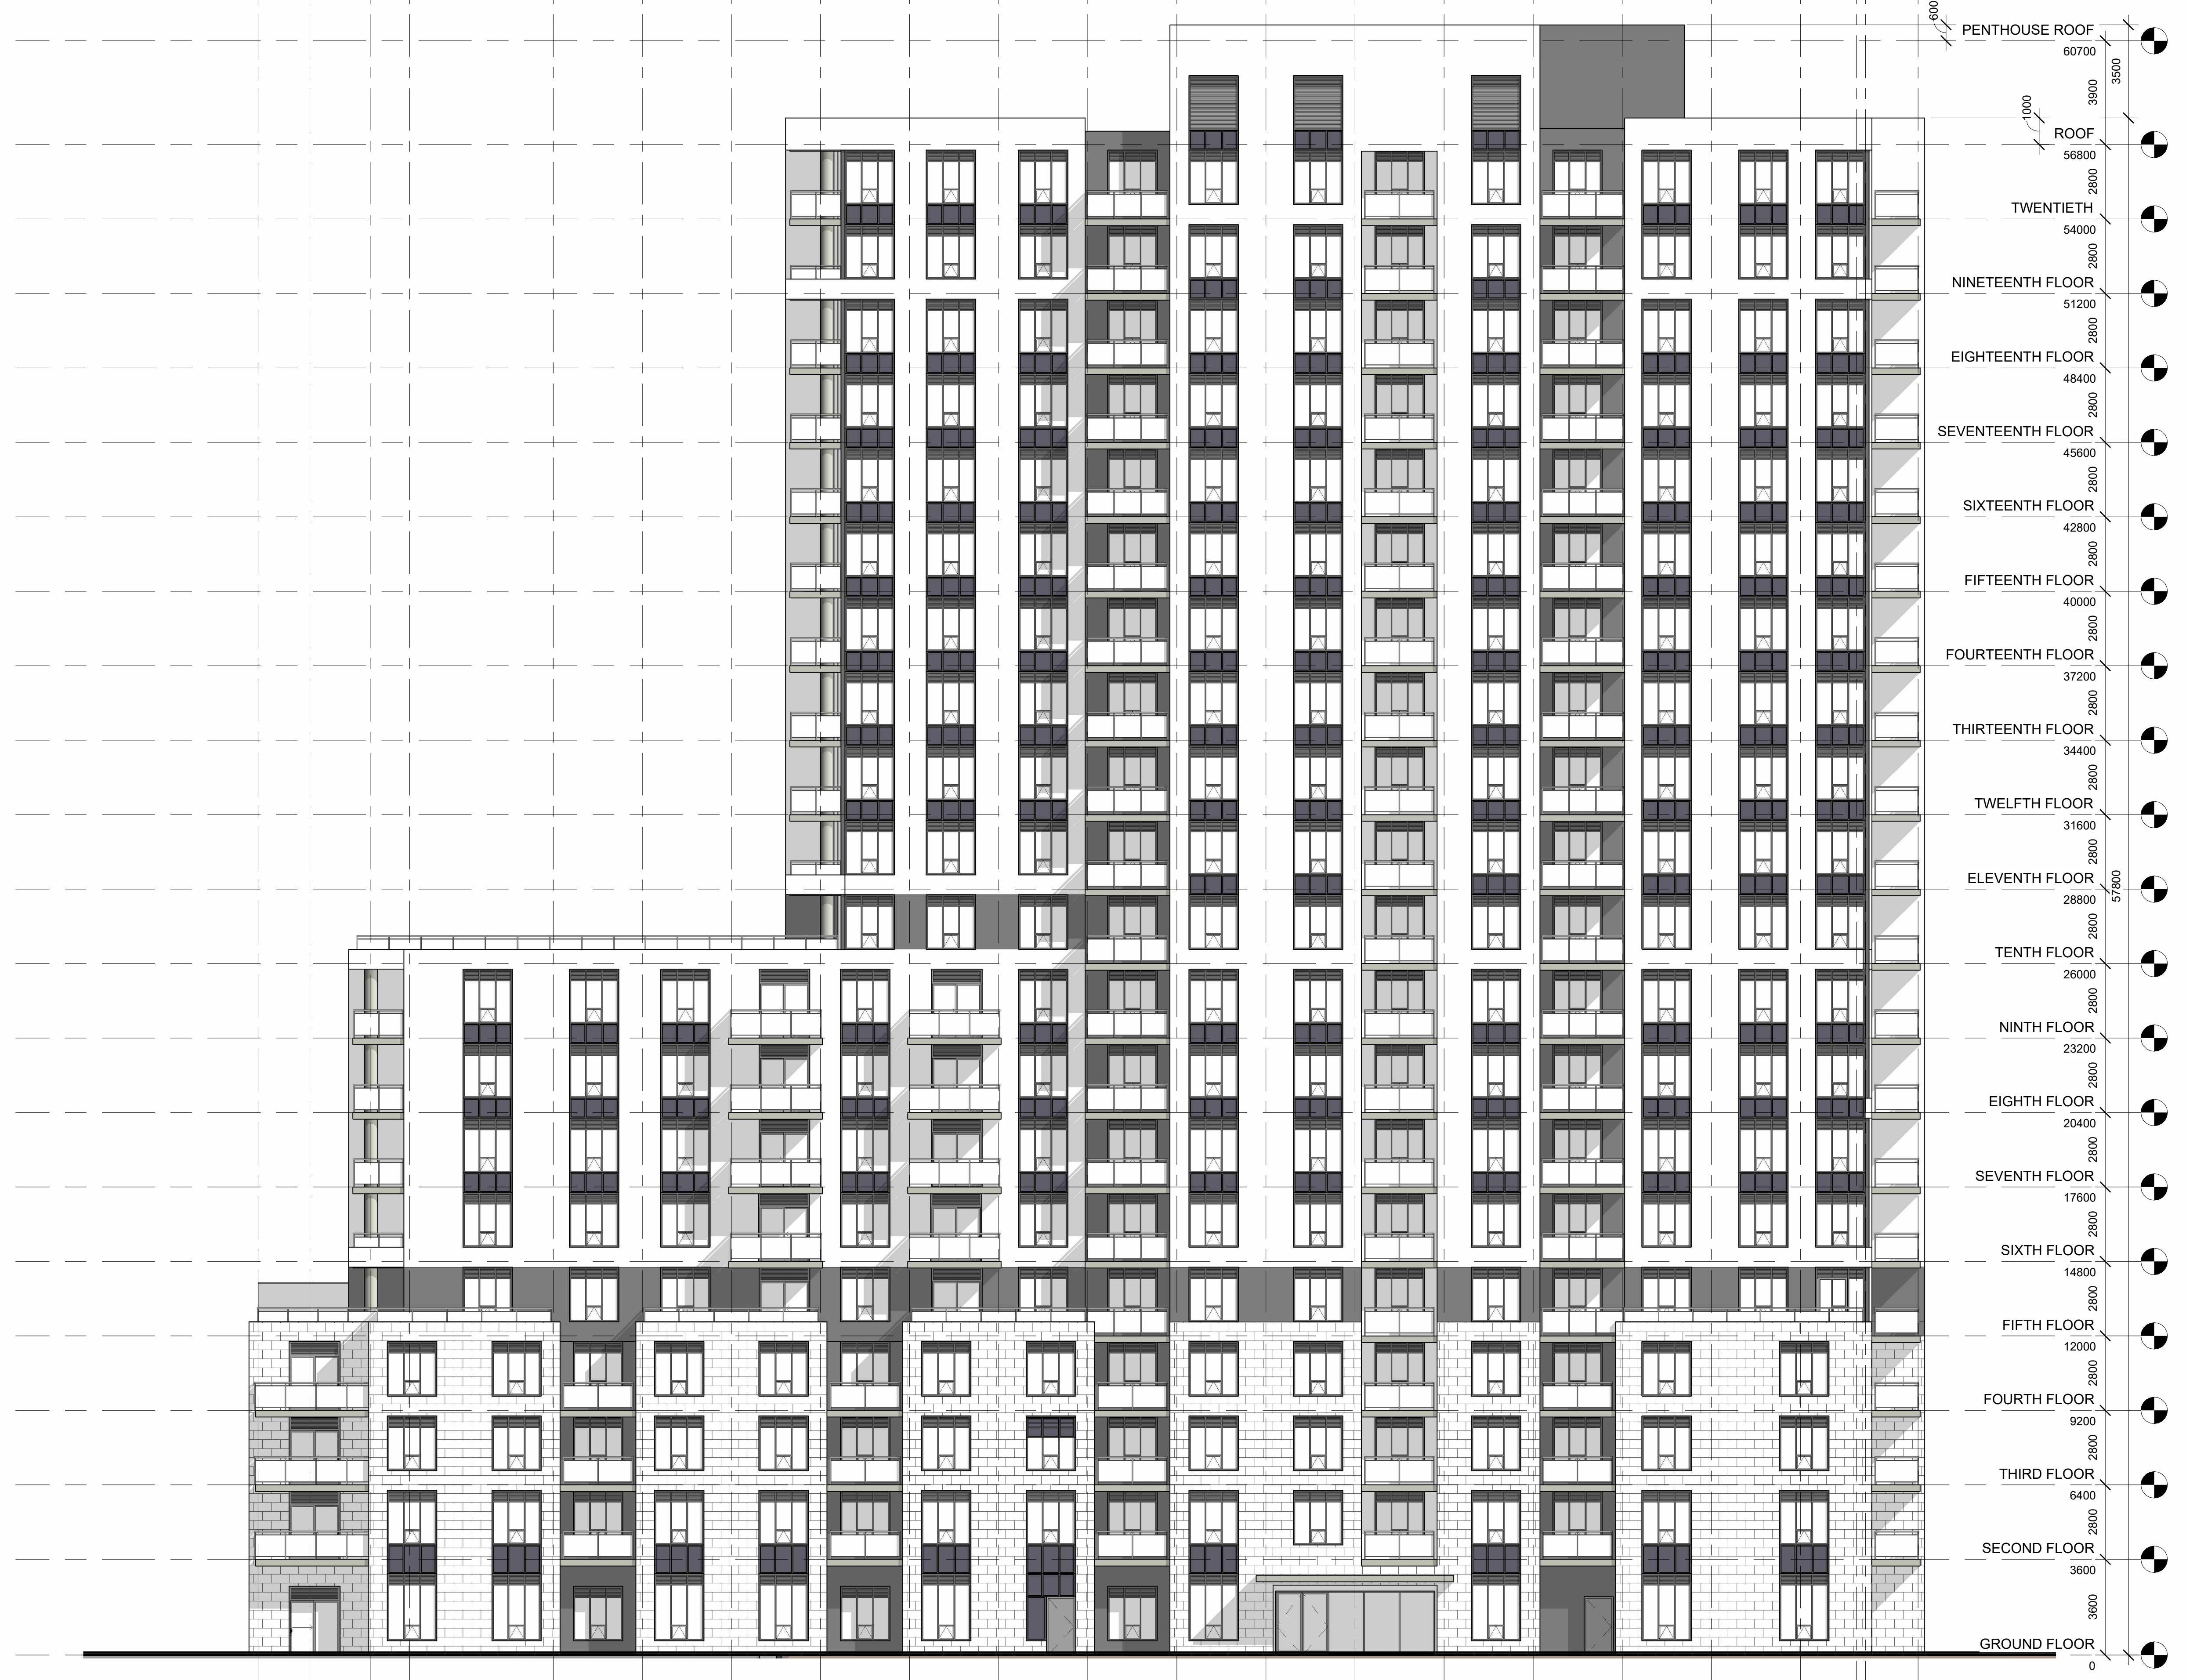 600
PENTHOUSE ROOF
60700
3900
3500
1000
ROOF
56800
2800
TWENTIETH
54000
2800
NINETEENTH FLOOR
51200
2800
EIGHTEENTH FLOOR
48400
2800
SEVENTEENTH FLOOR
45600
2800
SIXTEENTH FLOOR
42800
2800
FIFTEENTH FLOOR
40000
2800
FOURTEENTH FLOOR
37200
2800
THIRTEENTH FLOOR
34400
2800
TWELFTH FLOOR
31600
2800
ELEVENTH FLOOR
28800
57800
2800
TENTH FLOOR
26000
2800
NINTH FLOOR
23200
2800
EIGHTH FLOOR
20400
2800
SEVENTH FLOOR
17600
2800
SIXTH FLOOR
14800
2800
FIFTH FLOOR
12000
2800
FOURTH FLOOR
9200
2800
THIRD FLOOR
6400
2800
SECOND FLOOR
3600
3600
GROUND FLOOR
0